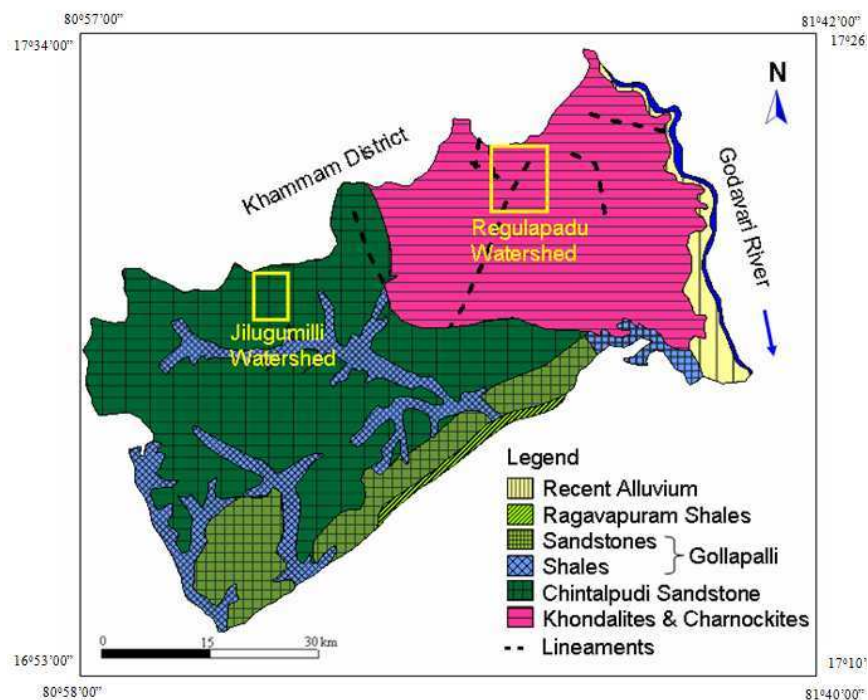 80°57'00"
81°42'00"
17°34'00"
17°26
N
Khammam District
Godavari River
Regulapadu
Watershed
Jilugumilli
Watershed
Legend
Recent Alluvium
Ragavapuram Shales
Sandstones
Gollapalli
Shales
Chintalpudi Sandstone
Khondalites & Charnockites
Lineaments
0 15 30 km
16°53'00"
17°10'
80°58'00"
81°40'00"